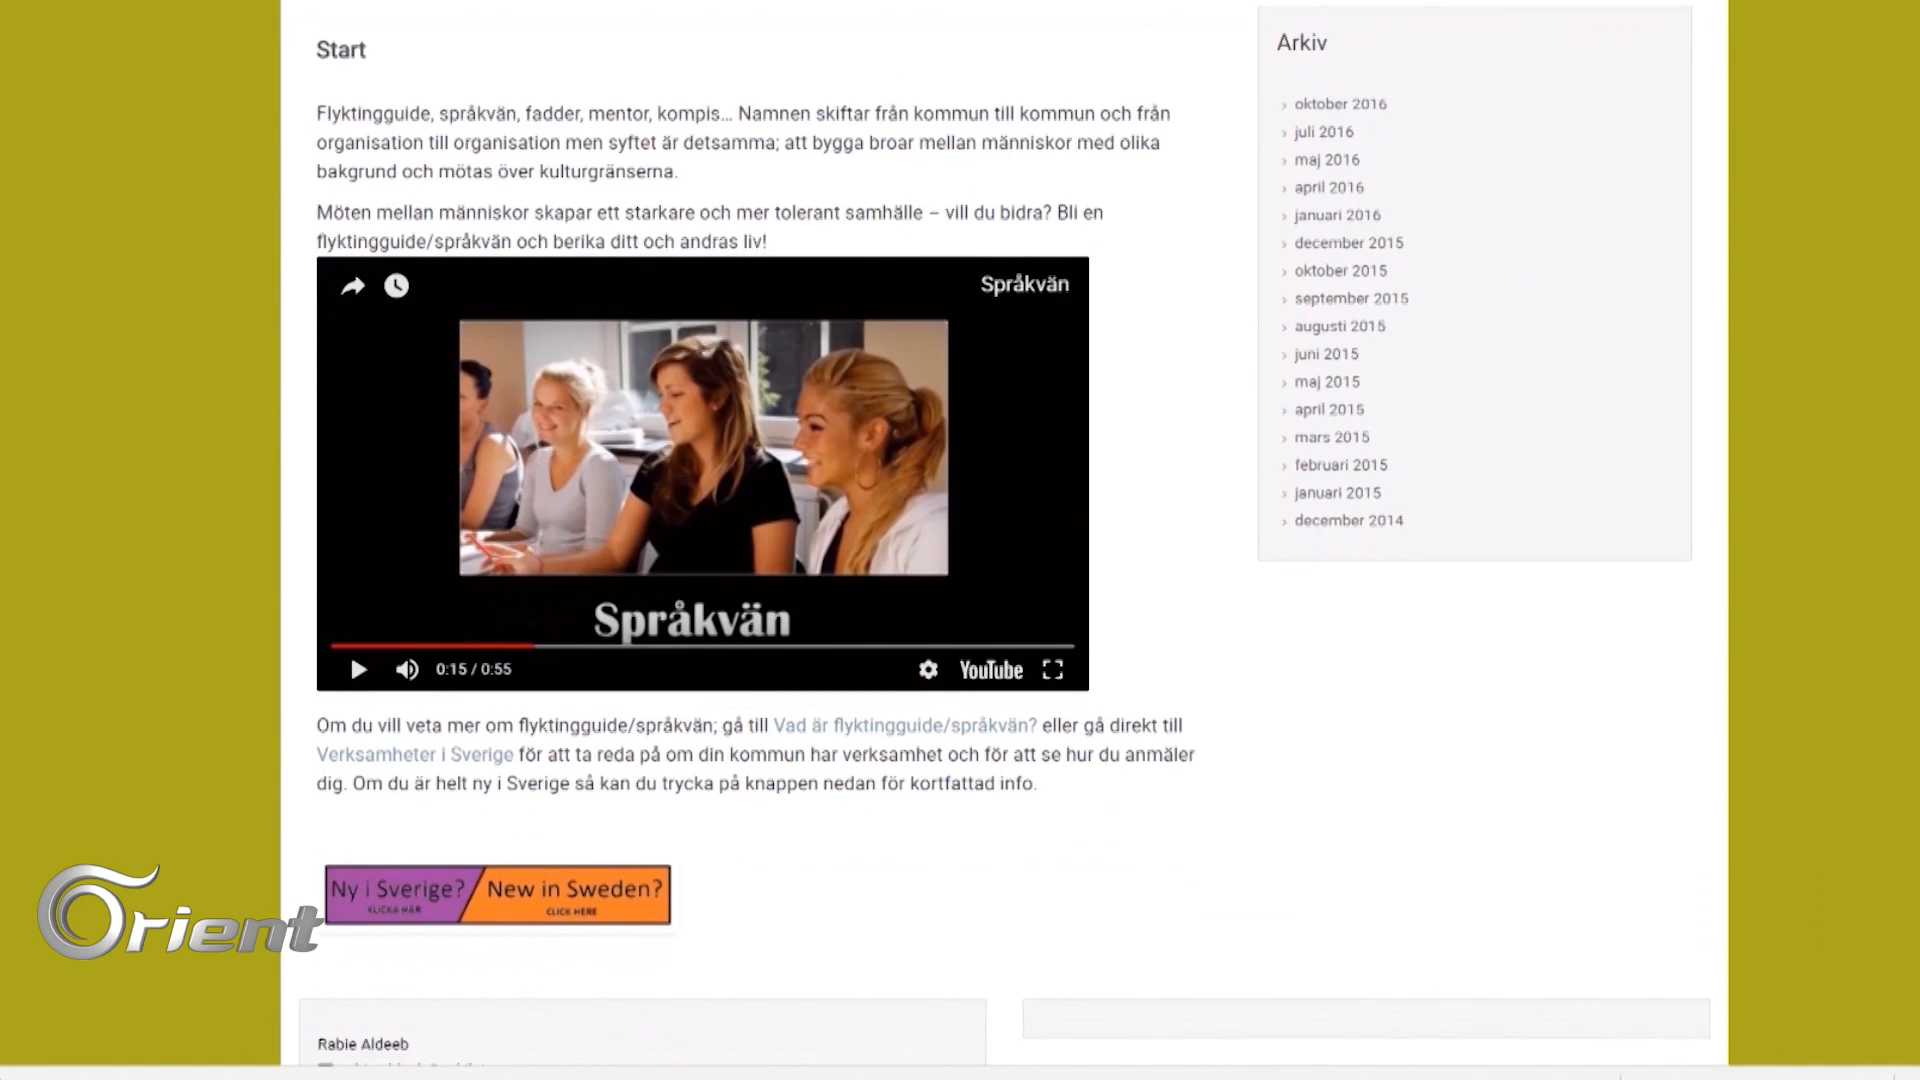 Start
Flyktingguide, språkvän, fadder, mentor, kompis... Namnen skiftar från kommun till kommun och från
organisation till organisation men syftet är detsamma; att bygga broar mellan människor med olika
bakgrund och mötas över kulturgränserna.
Möten mellan människor skapar ett starkare och mer tolerant samhälle – vill du bidra? Bli en
flyktingguide/språkvän och berika ditt och andras liv!
Språkvän
Språkvän
0:15 / 0:55
YouTube
Om du vill veta mer om flyktingguide/språkvän; gå till Vad är flyktingguide/språkvän? eller gå direkt till
Verksamheter i Sverige för att ta reda på om din kommun har verksamhet och för att se hur du anmäler
dig. Om du är helt ny i Sverige så kan du trycka på knappen nedan för kortfattad info.
Ny i Sverige? New in Sweden?
KLICKA HÄR CLICK HERE
Orient
Rabie Aldeeb
Arkiv
oktober 2016
juli 2016
maj 2016
april 2016
januari 2016
december 2015
oktober 2015
september 2015
augusti 2015
juni 2015
maj 2015
april 2015
mars 2015
februari 2015
januari 2015
december 2014